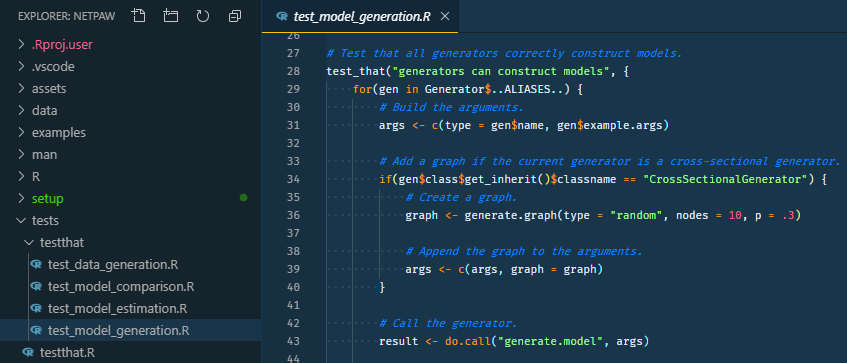 EXPLORER: NETPAW
.Rproj.user
.vscode
assets
data
examples
man
R
setup
tests
testthat
test_data_generation.R
test_model_comparison.R
test_model_estimation.R
test_model_generation.R
testthat.R
test_model_generation.R
26
27 # Test that all generators correctly construct models.
28 test_that("generators can construct models", {
29 for(gen in Generator$..ALIASES..) {
30 # Build the arguments.
31 args <- c(type = gen$name, gen$example.args)
32
33 # Add a graph if the current generator is a cross-sectional generator.
34 if(gen$class$get_inherit()$classname == "CrossSectionalGenerator") {
35 # Create a graph.
36 graph <- generate.graph(type = "random", nodes = 10, p = .3)
37
38 # Append the graph to the arguments.
39 args <- c(args, graph = graph)
40 }
41
42 # Call the generator.
43 result <- do.call("generate.model", args)
44